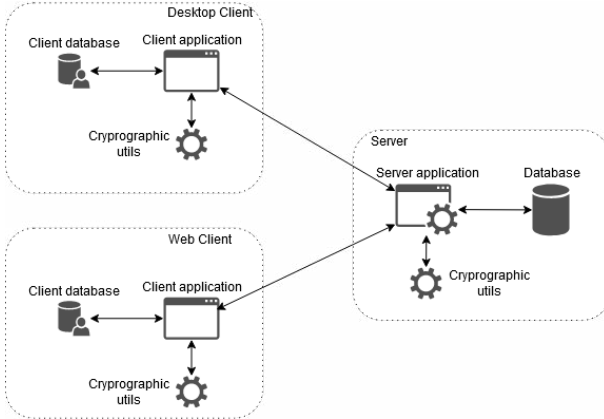 Desktop Client
Client database
Client application
Cryprographic
utils
Server
Server application
Database
Cryprographic
utils
Web Client
Client database
Client application
Cryprographic
utils